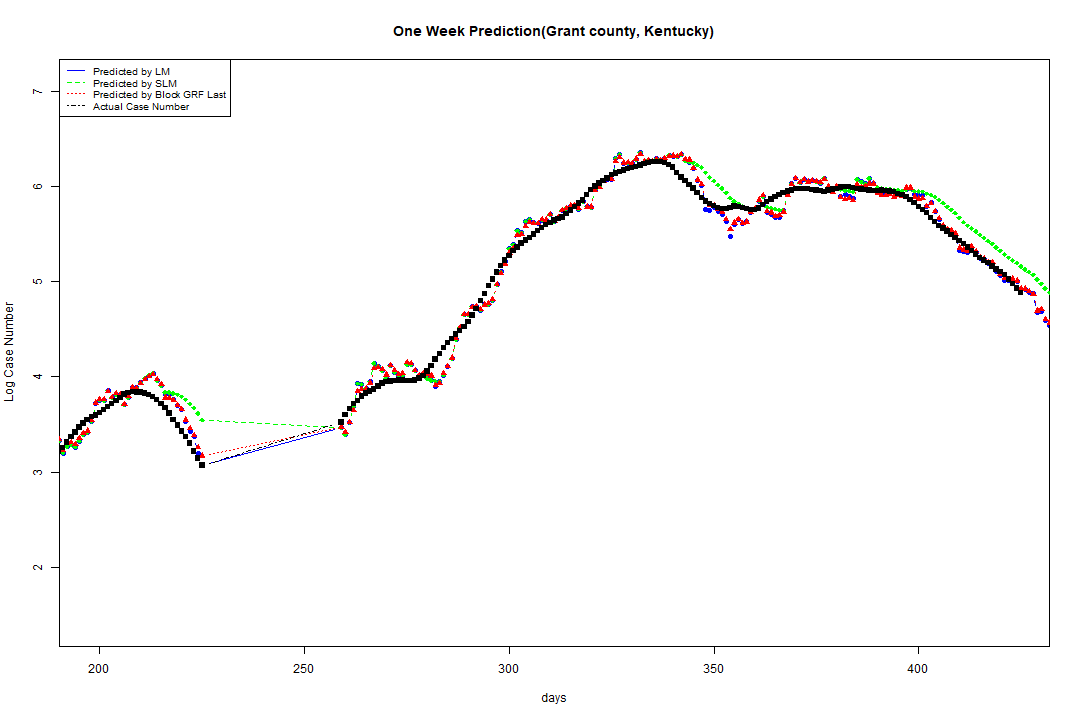 One Week Prediction(Grant county, Kentucky)
Predicted by LM
Predicted by SLM
Predicted by Block GRF Last
Actual Case Number
7
6
5
4
3
2
Log Case Number
200 250 300 350 400
days